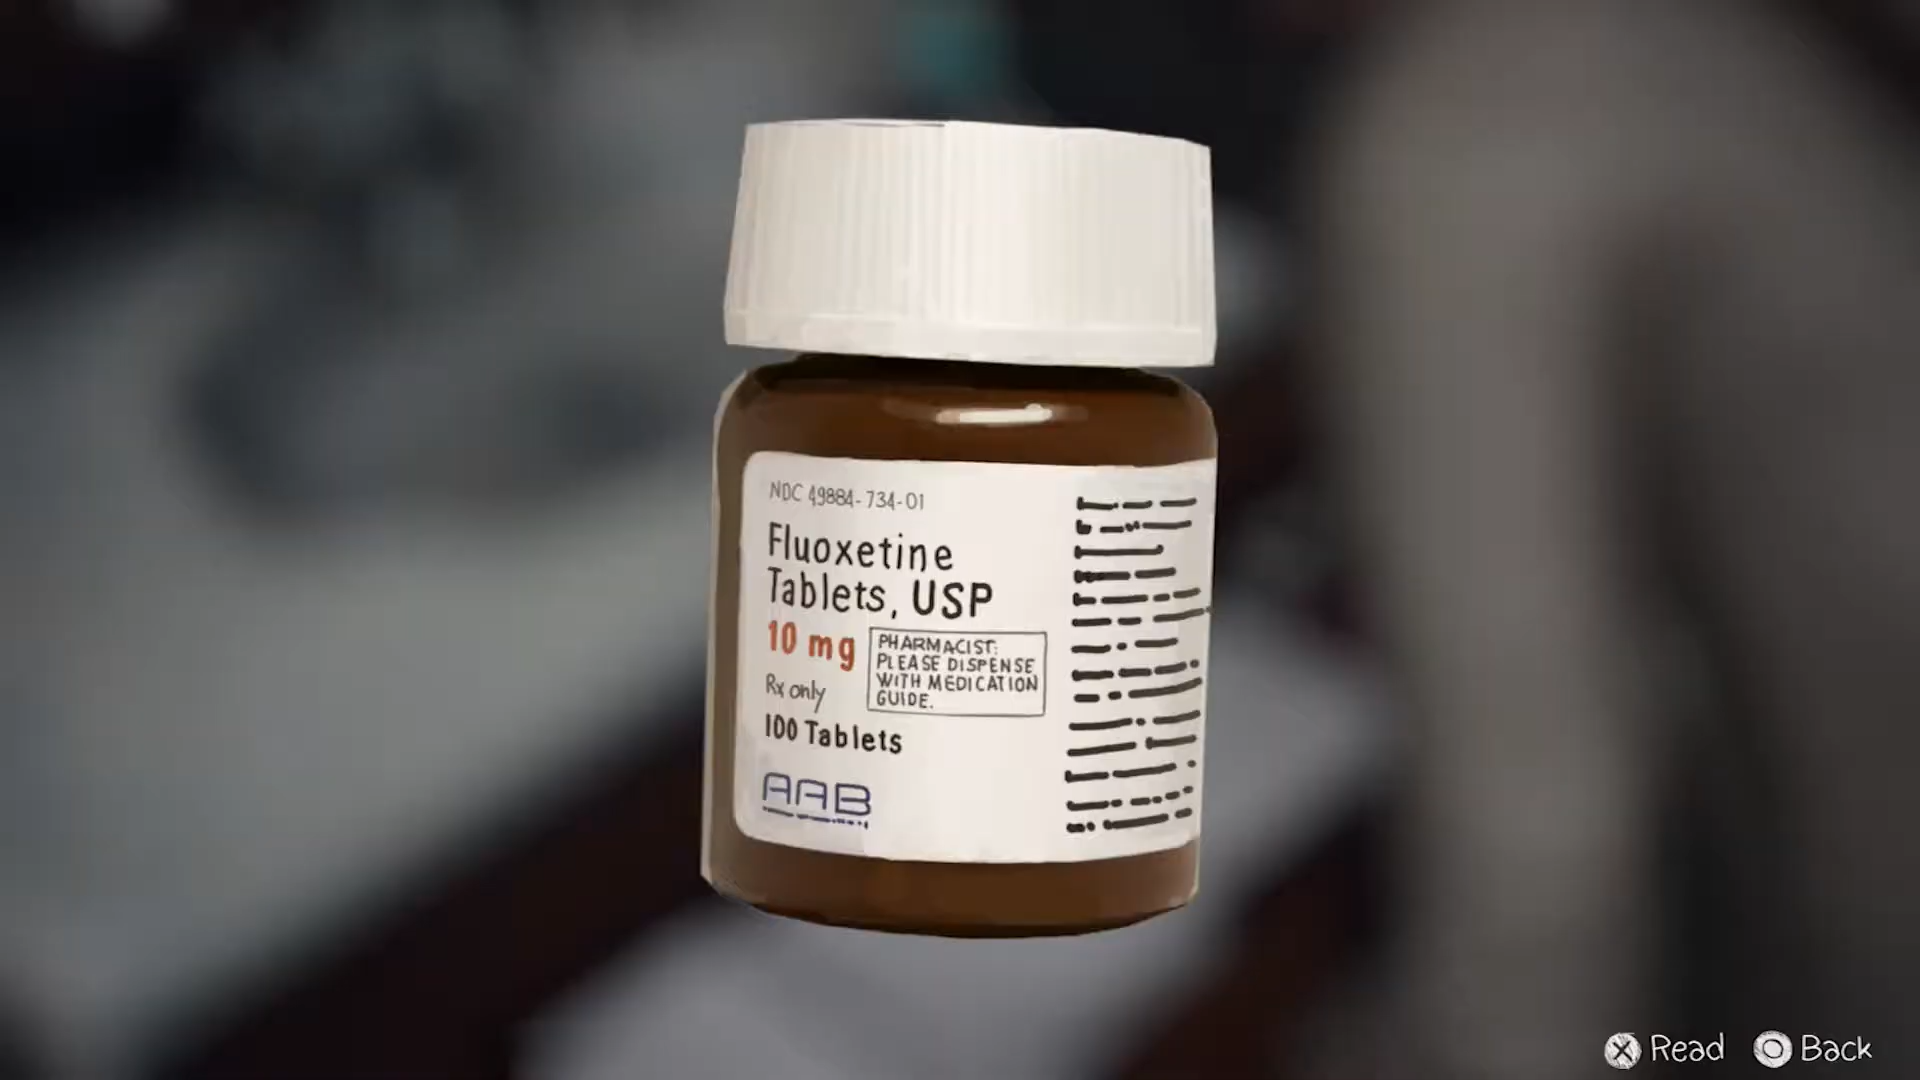 NDC 49884-734-01
Fluoxetine
Tablets, USP
10 mg
PHARMACIST:
PLEASE DISPENSE
WITH MEDICATION
GUIDE.
Rx only
100 Tablets
AAB
Read
Back